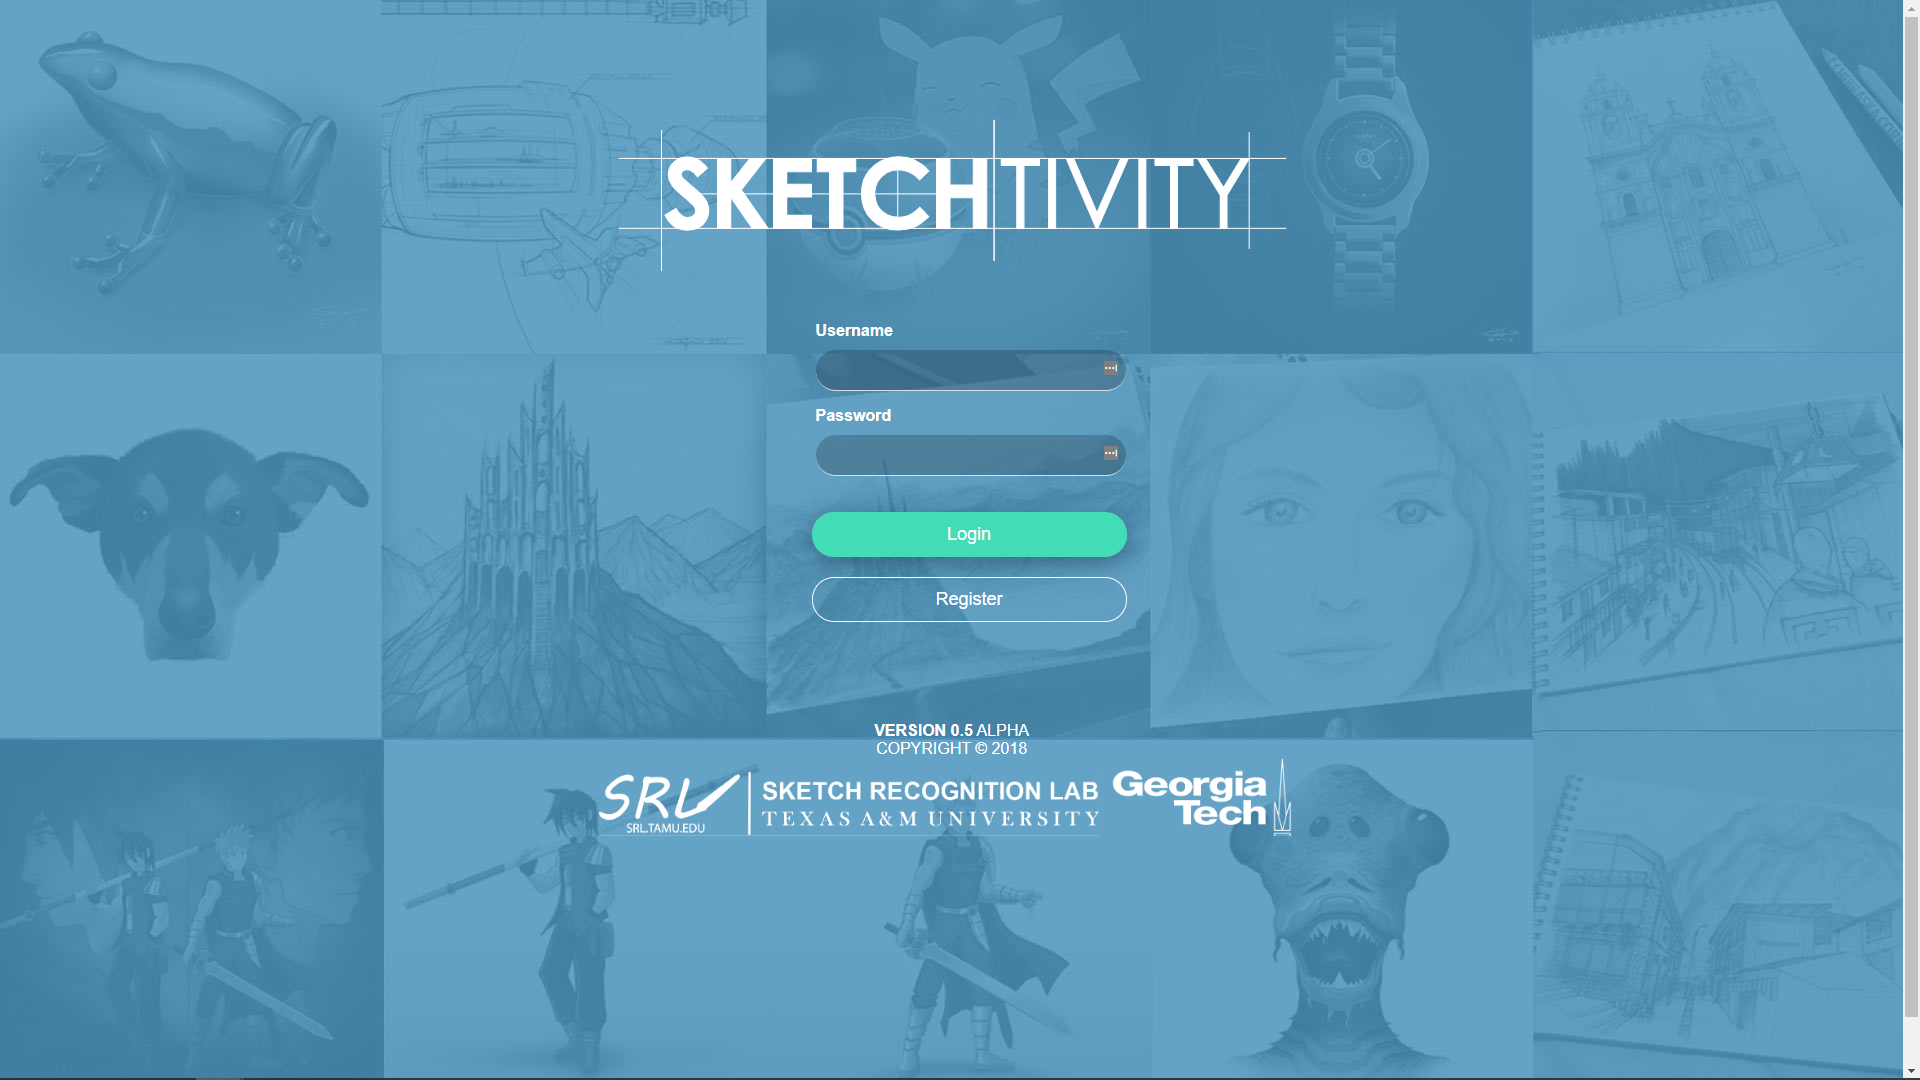 SKETCHTIVITY
Username
Password
Login
Register
VERSION 0.5 ALPHA
COPYRIGHT © 2018
SRL
SRL.TAMU.EDU
SKETCH RECOGNITION LAB
TEXAS A&M UNIVERSITY
Georgia
Tech